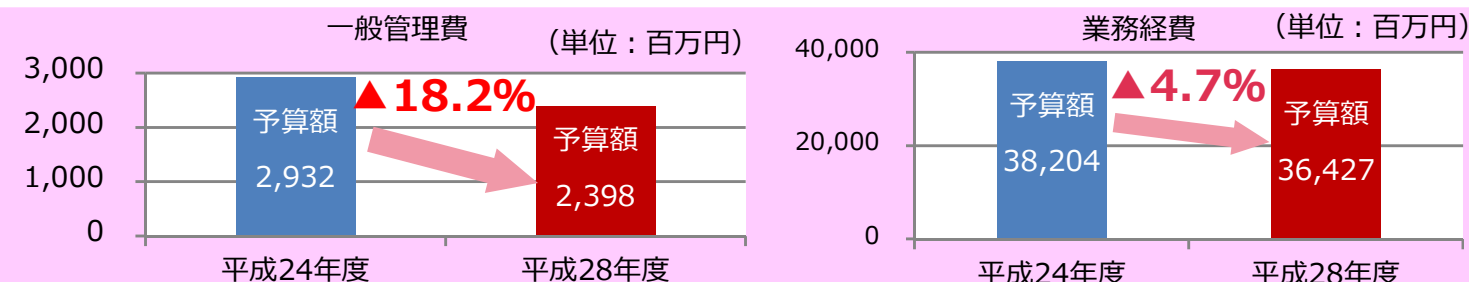 一般管理費
（単位：百万円）
3,000
2,000
1,000
0
▲18.2%
予算額
2,932
予算額
2,398
平成24年度
平成28年度
業務経費
（単位：百万円）
40,000
20,000
0
▲4.7%
予算額
38,204
予算額
36,427
平成24年度
平成28年度